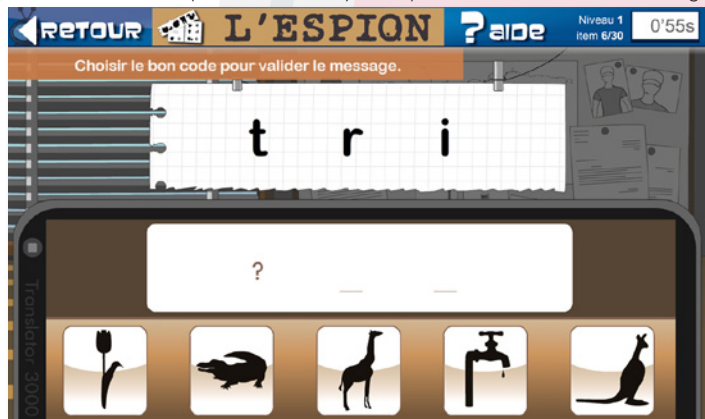 RETOUR L'ESPION ? AIDE Niveau 1 0'55s
item 6/30
Choisir le bon code pour valider le message.
t r i
? _ _
Translator 3000